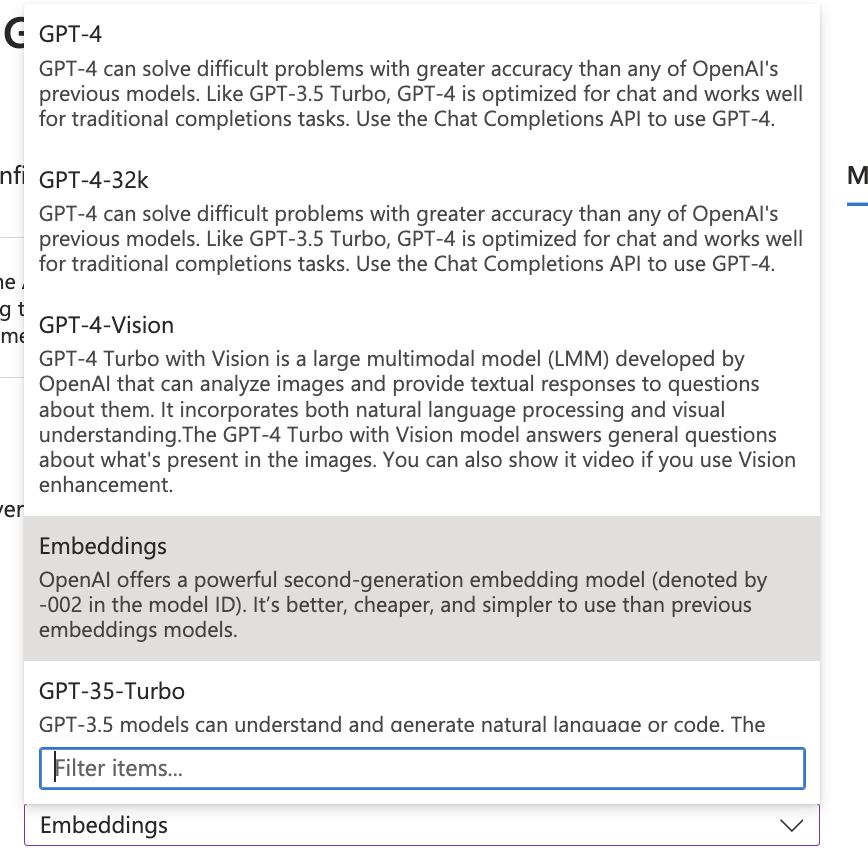 G
GPT-4
GPT-4 can solve difficult problems with greater accuracy than any of OpenAI's
previous models. Like GPT-3.5 Turbo, GPT-4 is optimized for chat and works well
for traditional completions tasks. Use the Chat Completions API to use GPT-4.
nfi
M
GPT-4-32k
GPT-4 can solve difficult problems with greater accuracy than any of OpenAI's
previous models. Like GPT-3.5 Turbo, GPT-4 is optimized for chat and works well
for traditional completions tasks. Use the Chat Completions API to use GPT-4.
ne
g t
me
GPT-4-Vision
GPT-4 Turbo with Vision is a large multimodal model (LMM) developed by
OpenAI that can analyze images and provide textual responses to questions
about them. It incorporates both natural language processing and visual
understanding.The GPT-4 Turbo with Vision model answers general questions
about what's present in the images. You can also show it video if you use Vision
enhancement.
ver
Embeddings
OpenAI offers a powerful second-generation embedding model (denoted by
-002 in the model ID). It’s better, cheaper, and simpler to use than previous
embeddings models.
GPT-35-Turbo
GPT-3.5 models can understand and generate natural language or code. The
Filter items...
Embeddings